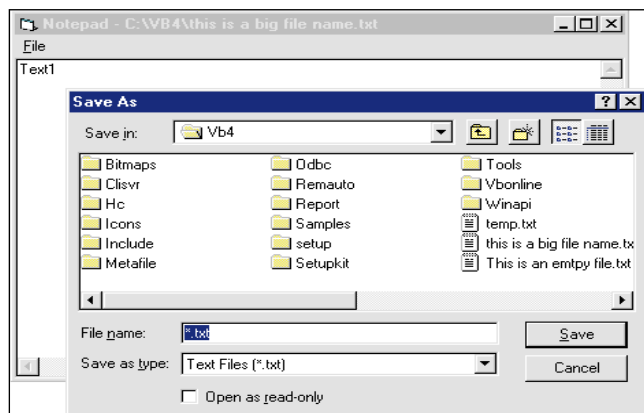 Notepad - C:\VB4\this is a big file name.txt
File
Text1
Save As
Save in: Vb4
Bitmaps Odbc Tools
Clisvr Remauto Vbonline
Hc Report Winapi
Icons Samples temp.txt
Include setup this is a big file name.tx
Metafile Setupkit This is an emtpy file.txt
File name: *.txt Save
Save as type: Text Files (*.txt) Cancel
Open as read-only